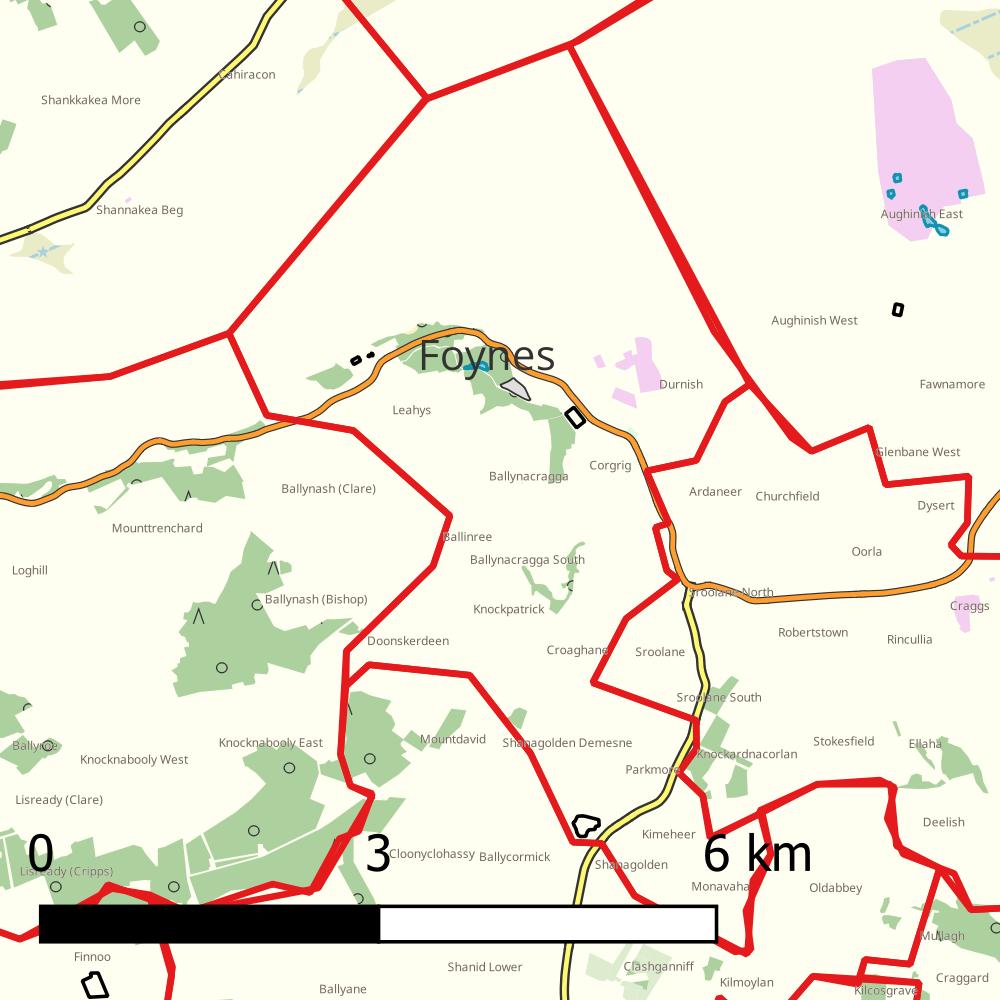 Cahiracon
Shankkakea More
Shannakea Beg
Aughinish East
Aughinish West
Foynes
Durnish
Fawnamore
Leahys
Glenbane West
Corgrig
Ballynacragga
Ballynash (Clare)
Ardaneer
Churchfield
Dysert
Mounttrenchard
Ballinree
Oorla
Ballynacragga South
Loghill
Sroolane North
Ballynash (Bishop)
Knockpatrick
Craggs
Robertstown
Rincullia
Doonskerdeen
Croaghane
Sroolane
Sroolane South
Mountdavid
Shanagolden Demesne
Knocknabooly East
Stokesfield
Ellaha
Ballyroe
Knocknabooly West
Knockardnacorlan
Parkmore
Lisready (Clare)
Deelish
Kimeheer
0
3
6 km
Cloonyclohassy
Ballycormick
Shanagolden
Lisready (Cripps)
Monavaha
Oldabbey
Mullagh
Finnoo
Shanid Lower
Clashganniff
Craggard
Kilmoylan
Ballyane
Kilcosgrave